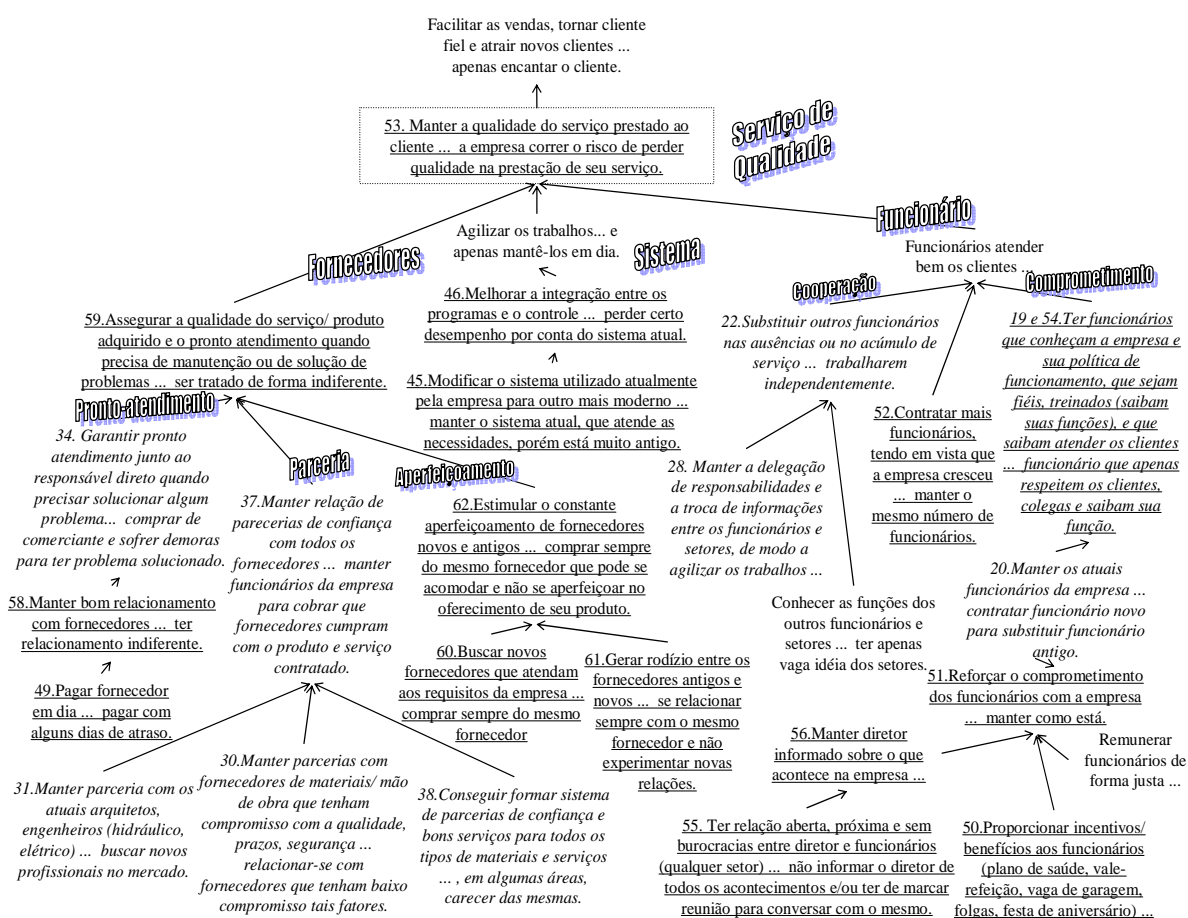 Facilitar as vendas, tornar cliente
fiel e atrair novos clientes ...
apenas encantar o cliente.
53. Manter a qualidade do serviço prestado ao
cliente ... a empresa correr o risco de perder
qualidade na prestação de seu serviço.
Serviço de
Qualidade
Fornecedores
Agilizar os trabalhos... e
apenas mantê-los em dia.
Sistema
Funcionário
Funcionários atender
bem os clientes ...
59.Assegurar a qualidade do serviço/ produto
adquirido e o pronto atendimento quando
precisa de manutenção ou de solução de
problemas ... ser tratado de forma indiferente.
46.Melhorar a integração entre os
programas e o controle ... perder certo
desempenho por conta do sistema atual.
45.Modificar o sistema utilizado atualmente
pela empresa para outro mais moderno ...
manter o sistema atual, que atende as
necessidades, porém está muito antigo.
Cooperação
22.Substituir outros funcionários
nas ausências ou no acúmulo de
serviço ... trabalharem
independentemente.
Comprometimento
19 e 54.Ter funcionários
que conheçam a empresa e
sua política de
funcionamento, que sejam
fiéis, treinados (saibam
suas funções), e que
saibam atender os clientes
... funcionário que apenas
respeitem os clientes,
colegas e saibam sua
função.
52.Contratar mais
funcionários,
tendo em vista que
a empresa cresceu
... manter o
mesmo número de
funcionários.
Pronto-atendimento
34. Garantir pronto
atendimento junto ao
responsável direto quando
precisar solucionar algum
problema... comprar de
comerciante e sofrer demoras
para ter problema solucionado.
58.Manter bom relacionamento
com fornecedores ... ter
relacionamento indiferente.
49.Pagar fornecedor
em dia ... pagar com
alguns dias de atraso.
Parceria
37.Manter relação de
parecerias de confiança
com todos os
fornecedores ... manter
funcionários da empresa
para cobrar que
fornecedores cumpram
com o produto e serviço
contratado.
Aperfeiçoamento
62.Estimular o constante
aperfeiçoamento de fornecedores
novos e antigos ... comprar sempre
do mesmo fornecedor que pode se
acomodar e não se aperfeiçoar no
oferecimento de seu produto.
60.Buscar novos
fornecedores que atendam
aos requisitos da empresa ...
comprar sempre do mesmo
fornecedor
61.Gerar rodízio entre os
fornecedores antigos e
novos ... se relacionar
sempre com o mesmo
fornecedor e não
experimentar novas
relações.
28. Manter a delegação
de responsabilidades e
a troca de informações
entre os funcionários e
setores, de modo a
agilizar os trabalhos ...
Conhecer as funções dos
outros funcionários e
setores ... ter apenas
vaga idéia dos setores.
20.Manter os atuais
funcionários da empresa ...
contratar funcionário novo
para substituir funcionário
antigo.
51.Reforçar o comprometimento
dos funcionários com a empresa
... manter como está.
56.Manter diretor
informado sobre o que
acontece na empresa ...
Remunerar
funcionários de
forma justa ...
31.Manter parceria com os
atuais arquitetos,
engenheiros (hidráulico,
elétrico) ... buscar novos
profissionais no mercado.
30.Manter parcerias com
fornecedores de materiais/ mão
de obra que tenham
compromisso com a qualidade,
prazos, segurança ...
relacionar-se com
fornecedores que tenham baixo
compromisso tais fatores.
38.Conseguir formar sistema
de parcerias de confiança e
bons serviços para todos os
tipos de materiais e serviços
... , em algumas áreas,
carecer das mesmas.
55. Ter relação aberta, próxima e sem
burocracias entre diretor e funcionários
(qualquer setor) ... não informar o diretor de
todos os acontecimentos e/ou ter de marcar
reunião para conversar com o mesmo.
50.Proporcionar incentivos/
benefícios aos funcionários
(plano de saúde, vale-
refeição, vaga de garagem,
folgas, festa de aniversário) ...